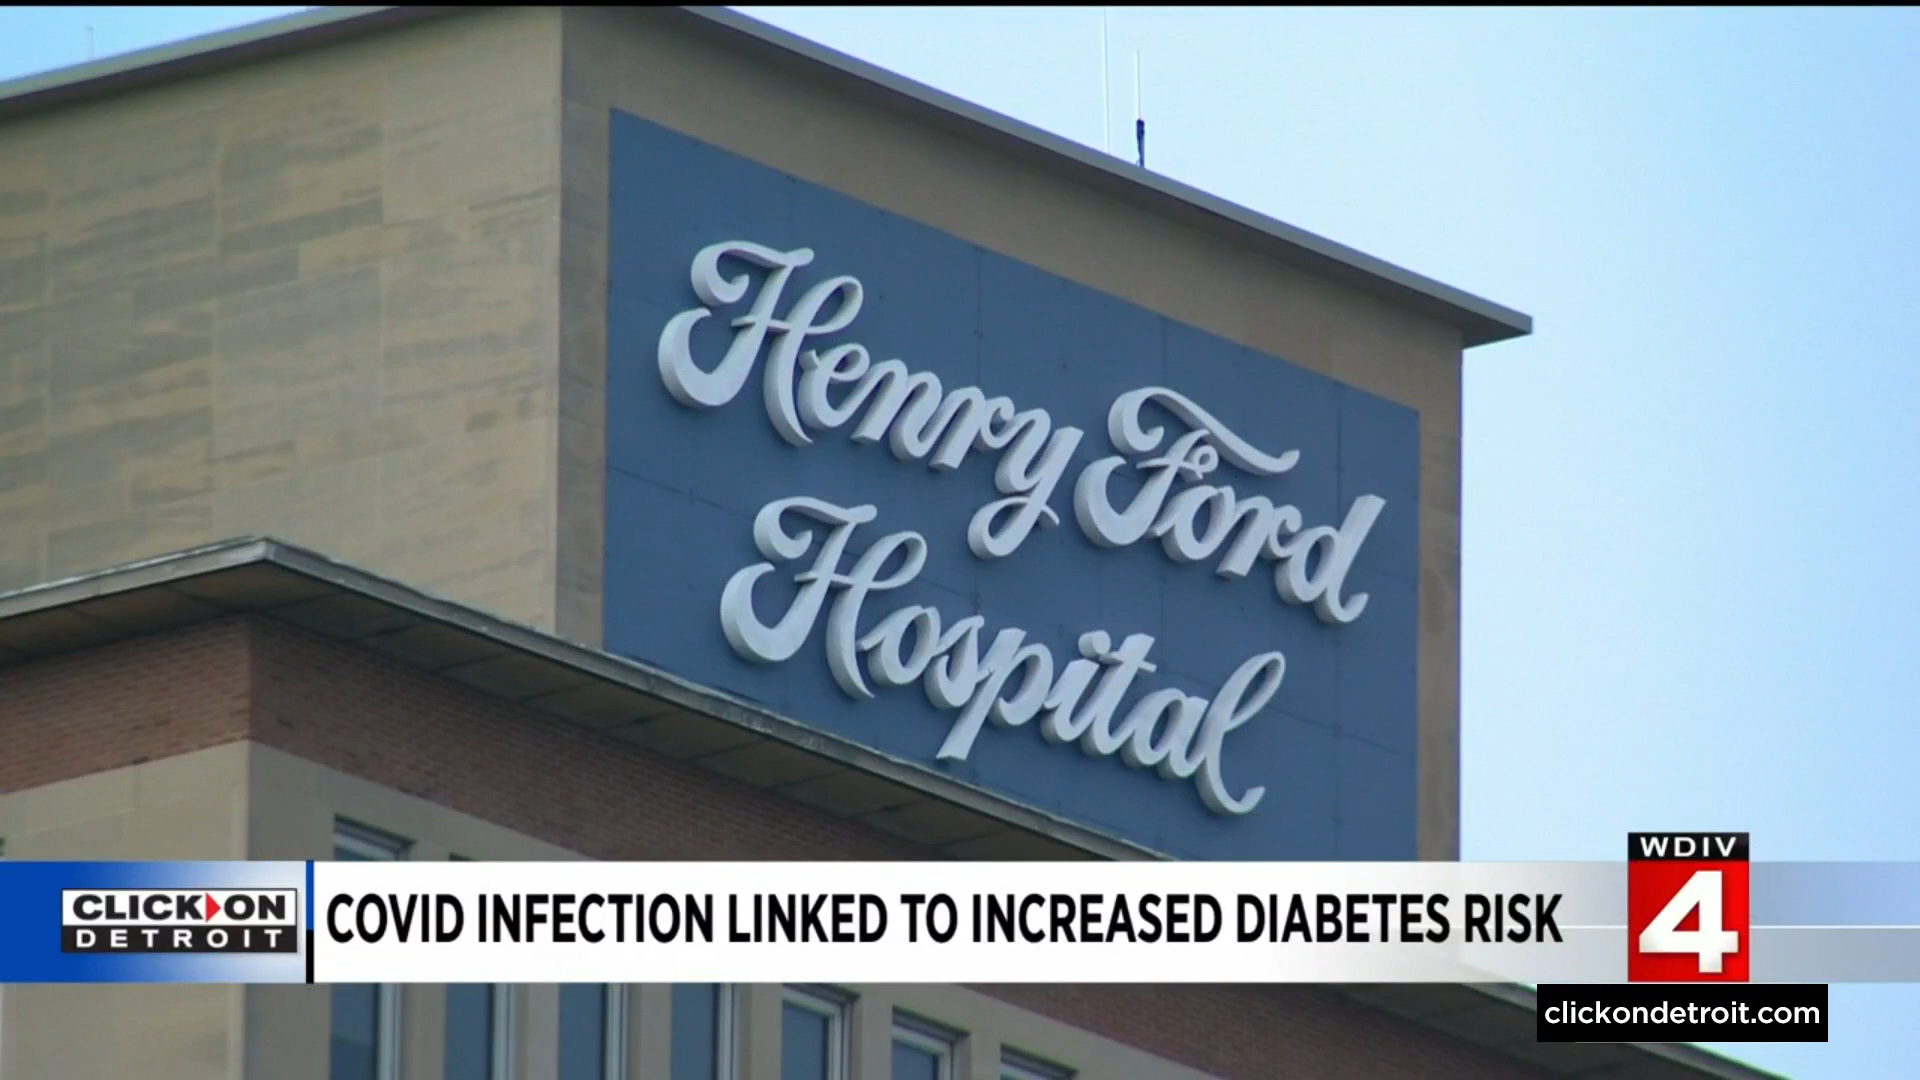 Henry Ford
Hospital
WDIV
4
CLICK ON
DETROIT
COVID INFECTION LINKED TO INCREASED DIABETES RISK
clickondetroit.com